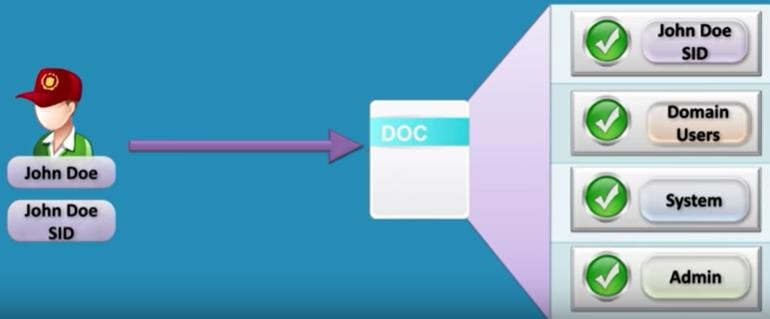 John Doe
John Doe
SID
DOC
John Doe
SID
Domain
Users
System
Admin